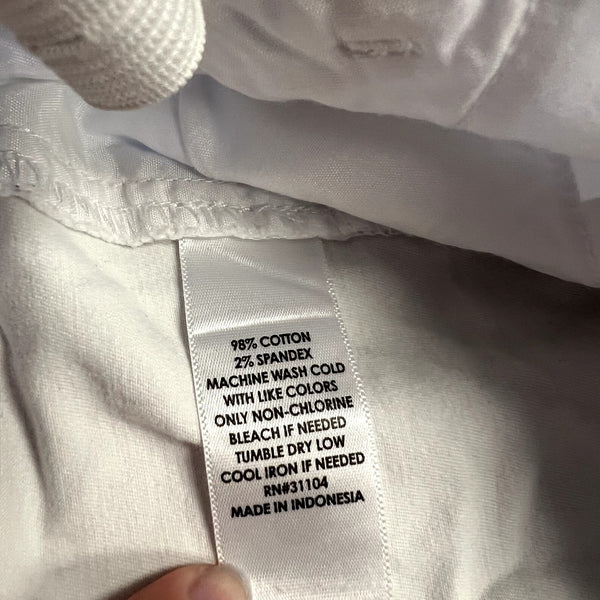 98% COTTON
2% SPANDEX
MACHINE WASH COLD
WITH LIKE COLORS
ONLY NON-CHLORINE
BLEACH IF NEEDED
TUMBLE DRY LOW
COOL IRON IF NEEDED
RN#31104
MADE IN INDONESIA